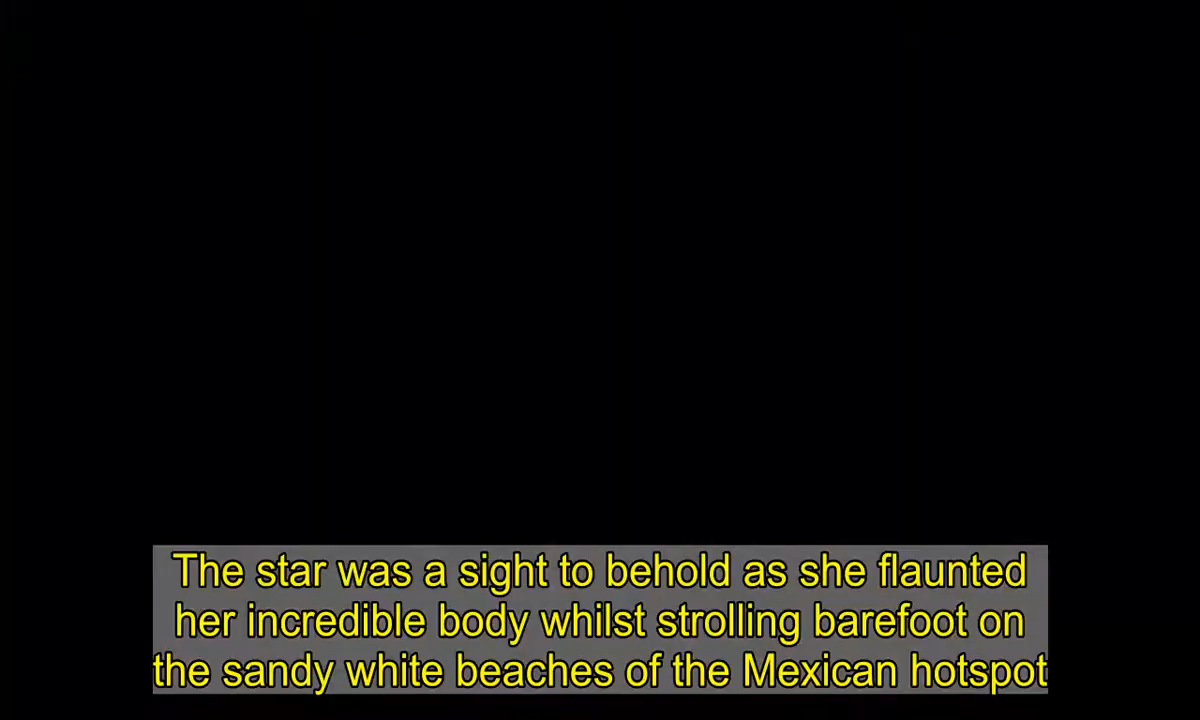 The star was a sight to behold as she flaunted
her incredible body whilst strolling barefoot on
the sandy white beaches of the Mexican hotspot